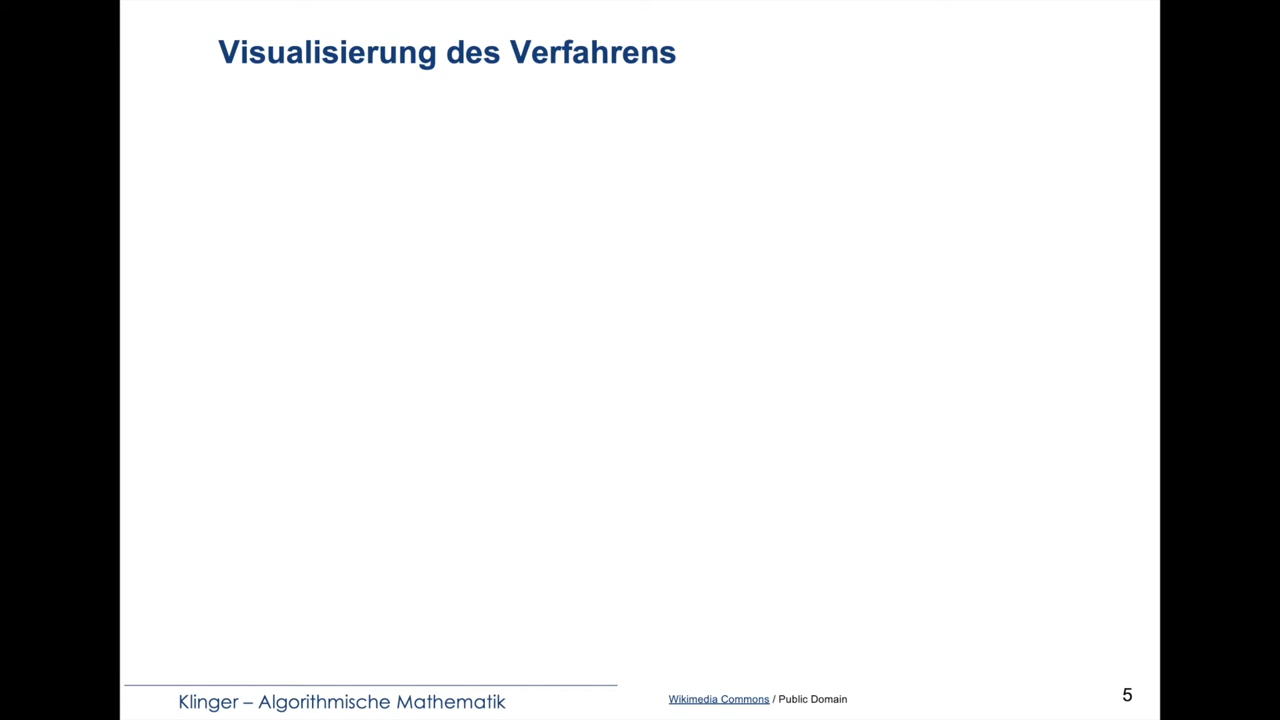 Visualisierung des Verfahrens
Klinger – Algorithmische Mathematik
Wikimedia Commons / Public Domain
5